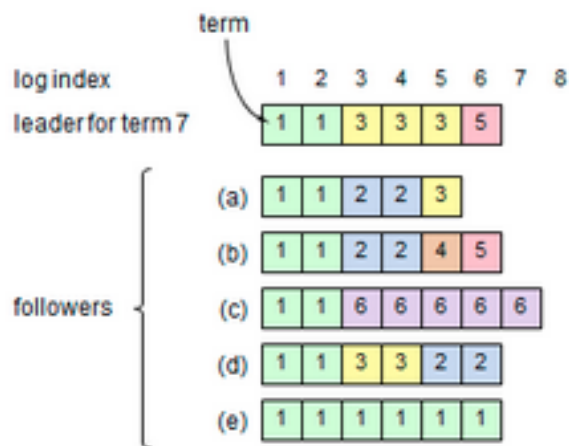 term
log index 1 2 3 4 5 6 7 8
leader for term 7 1 1 3 3 3 5
(a) 1 1 2 2 3
(b) 1 1 2 2 4 5
followers (c) 1 1 6 6 6 6 6
(d) 1 1 3 3 2 2
(e) 1 1 1 1 1 1